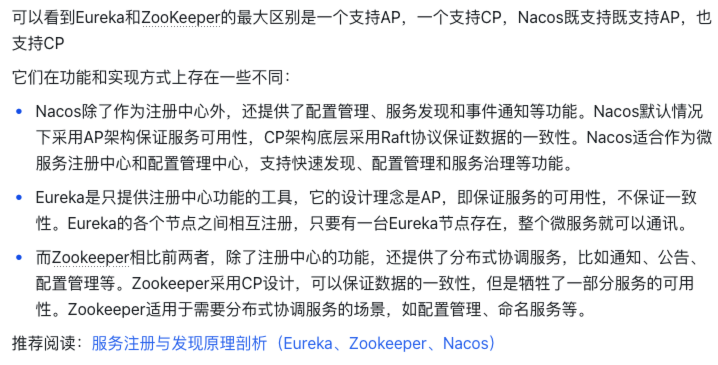 可以看到Eureka和ZooKeeper的最大区别是一个支持AP，一个支持CP，Nacos既支持既支持AP，也
支持CP
它们在功能和实现方式上存在一些不同：
• Nacos除了作为注册中心外，还提供了配置管理、服务发现和事件通知等功能。Nacos默认情况
下采用AP架构保证服务可用性，CP架构底层采用Raft协议保证数据的一致性。Nacos适合作为微
服务注册中心和配置管理中心，支持快速发现、配置管理和服务治理等功能。
• Eureka是只提供注册中心功能的工具，它的设计理念是AP，即保证服务的可用性，不保证一致
性。Eureka的各个节点之间相互注册，只要有一台Eureka节点存在，整个微服务就可以通讯。
• 而Zookeeper相比前两者，除了注册中心的功能，还提供了分布式协调服务，比如通知、公告、
配置管理等。Zookeeper采用CP设计，可以保证数据的一致性，但是牺牲了一部分服务的可用
性。Zookeeper适用于需要分布式协调服务的场景，如配置管理、命名服务等。
推荐阅读：服务注册与发现原理剖析（Eureka、Zookeeper、Nacos）